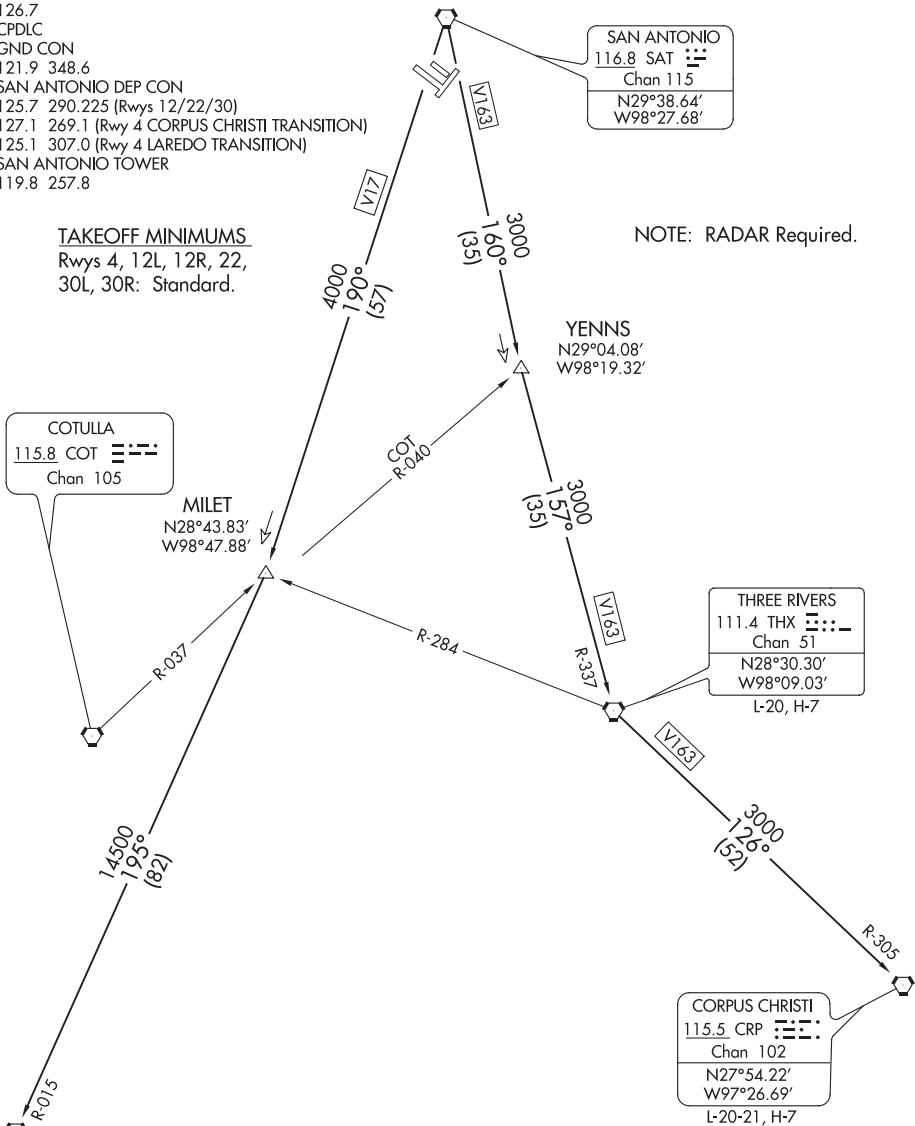 126.7
CPDLC
GND CON
121.9 348.6
SAN ANTONIO DEP CON
125.7 290.225 (Rwys 12/22/30)
127.1 269.1 (Rwy 4 CORPUS CHRISTI TRANSITION)
125.1 307.0 (Rwy 4 LAREDO TRANSITION)
SAN ANTONIO TOWER
119.8 257.8
SAN ANTONIO
116.8 SAT
Chan 115
N29°38.64'
W98°27.68'
V163
V17
TAKEOFF MINIMUMS
Rwys 4, 12L, 12R, 22,
30L, 30R: Standard.
NOTE: RADAR Required.
3000
160°
(35)
4000
190°
(57)
YENNS
N29°04.08'
W98°19.32'
COTULLA
115.8 COT
Chan 105
COT
R-040
MILET
N28°43.83'
W98°47.88'
3000
157°
(35)
V163
THREE RIVERS
111.4 THX
Chan 51
N28°30.30'
W98°09.03'
L-20, H-7
R-037
R-284
R-337
V163
14500
195°
(82)
3000
126°
(52)
R-305
CORPUS CHRISTI
115.5 CRP
Chan 102
N27°54.22'
W97°26.69'
L-20-21, H-7
R-015